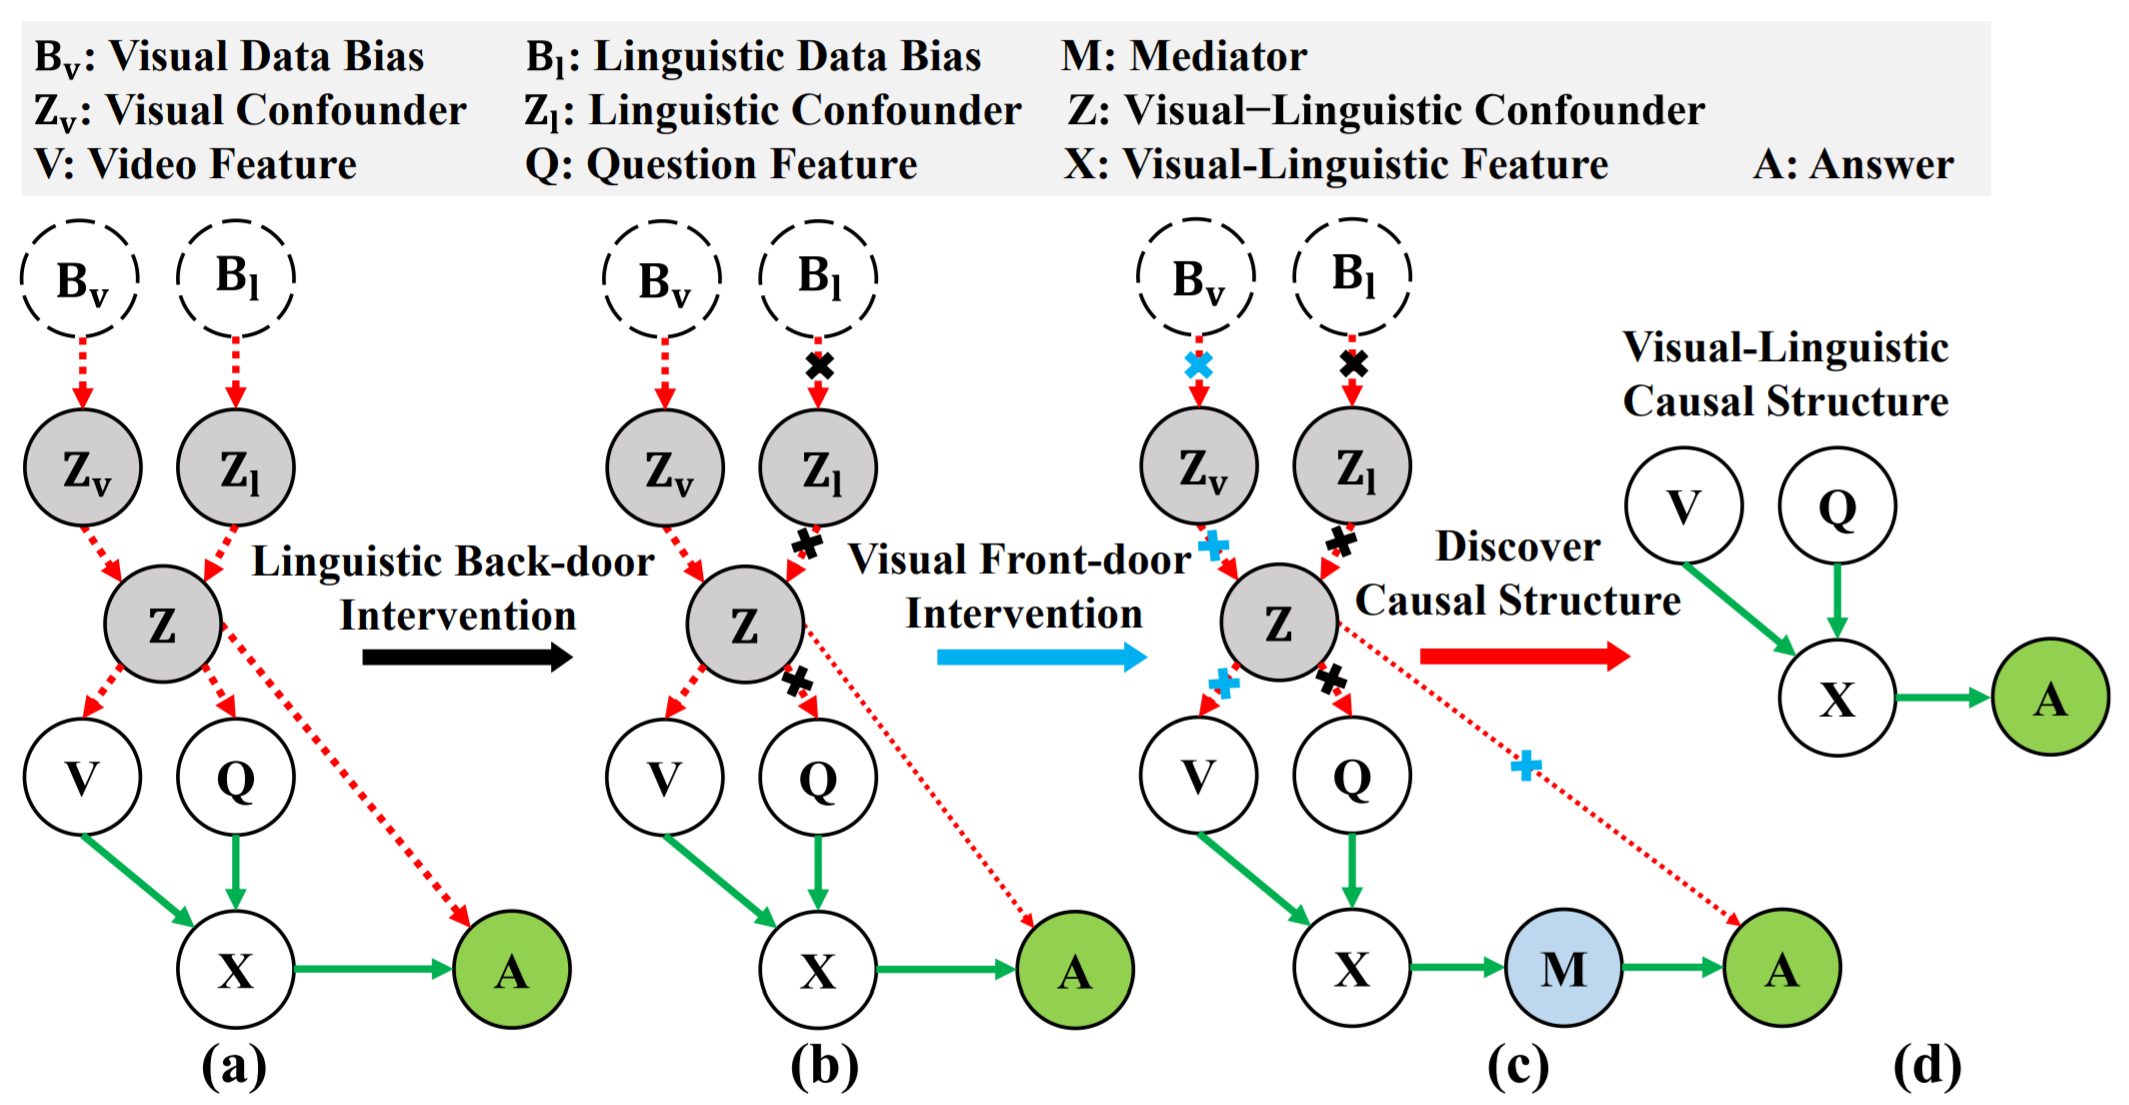 B_v: Visual Data Bias B_l: Linguistic Data Bias M: Mediator
Z_v: Visual Confounder Z_l: Linguistic Confounder Z: Visual−Linguistic Confounder
V: Video Feature Q: Question Feature X: Visual-Linguistic Feature A: Answer
B_v B_l
Z_v Z_l
Z
V Q
X A
(a)
Linguistic Back-door
Intervention
B_v B_l
Z_v Z_l
Z
V Q
X A
(b)
Visual Front-door
Intervention
B_v B_l
Z_v Z_l
Z
V Q
X M A
(c)
Discover
Causal Structure
Visual-Linguistic
Causal Structure
V Q
X A
(d)